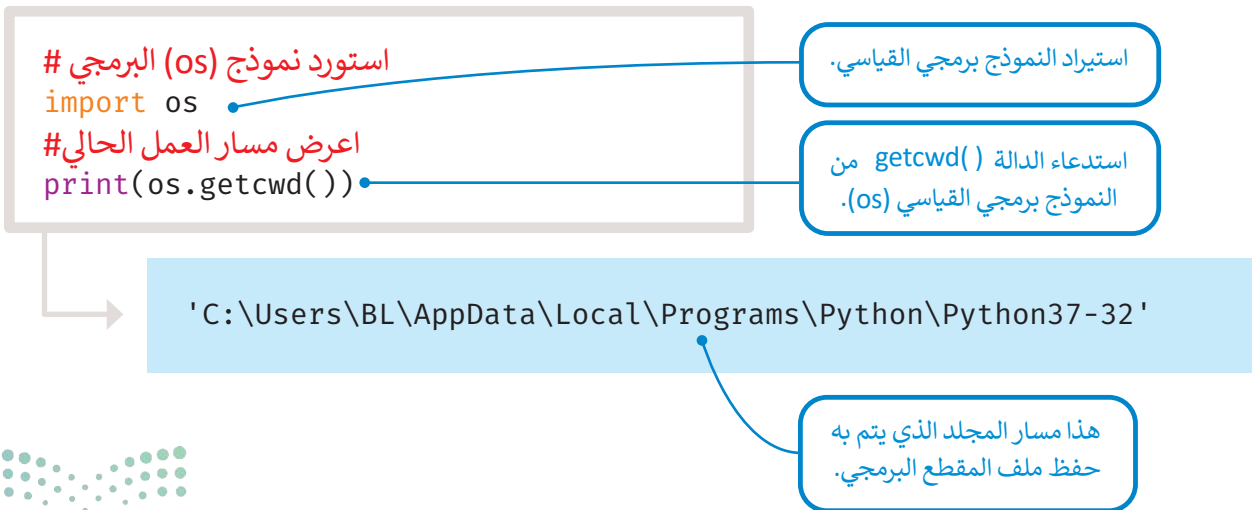 # استورد نموذج (os) البرمجي
import os
#اعرض مسار العمل الحالي
print(os.getcwd())
استيراد النموذج برمجي القياسي.
استدعاء الدالة getcwd( ) من
النموذج برمجي القياسي (os).
'C:\Users\BL\AppData\Local\Programs\Python\Python37-32'
هذا مسار المجلد الذي يتم به
حفظ ملف المقطع البرمجي.